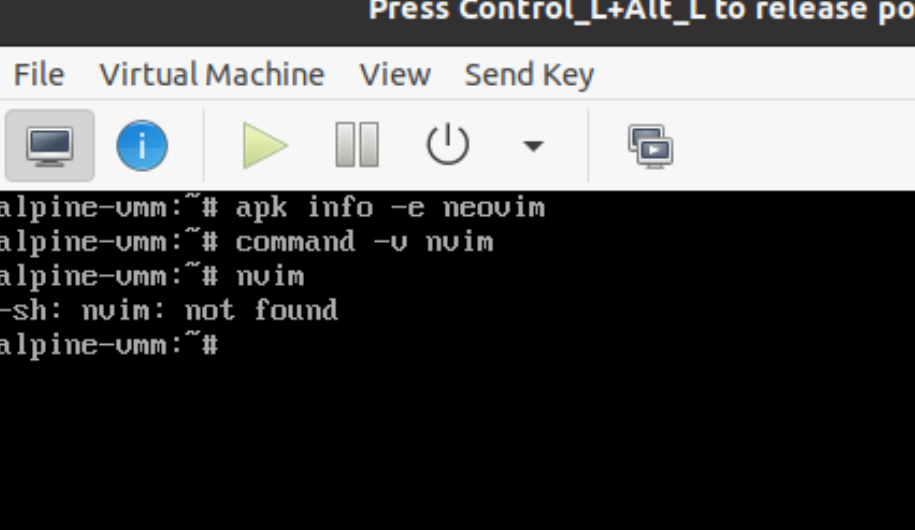 Press Control_L+Alt_L to release
File Virtual Machine View Send Key
alpine-vmm:~# apk info -e neovim
alpine-vmm:~# command -v nvim
alpine-vmm:~# nvim
-sh: nvim: not found
alpine-vmm:~#